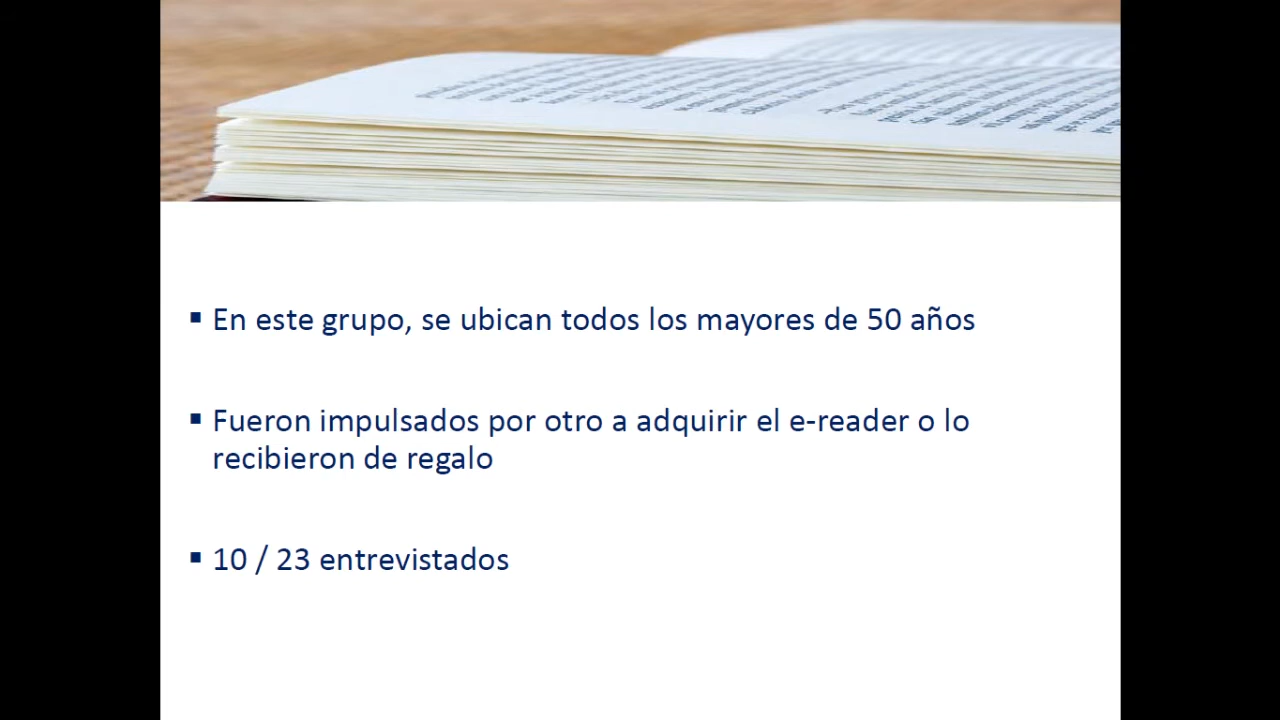 ▪ En este grupo, se ubican todos los mayores de 50 años
▪ Fueron impulsados por otro a adquirir el e-reader o lo
recibieron de regalo
▪ 10 / 23 entrevistados